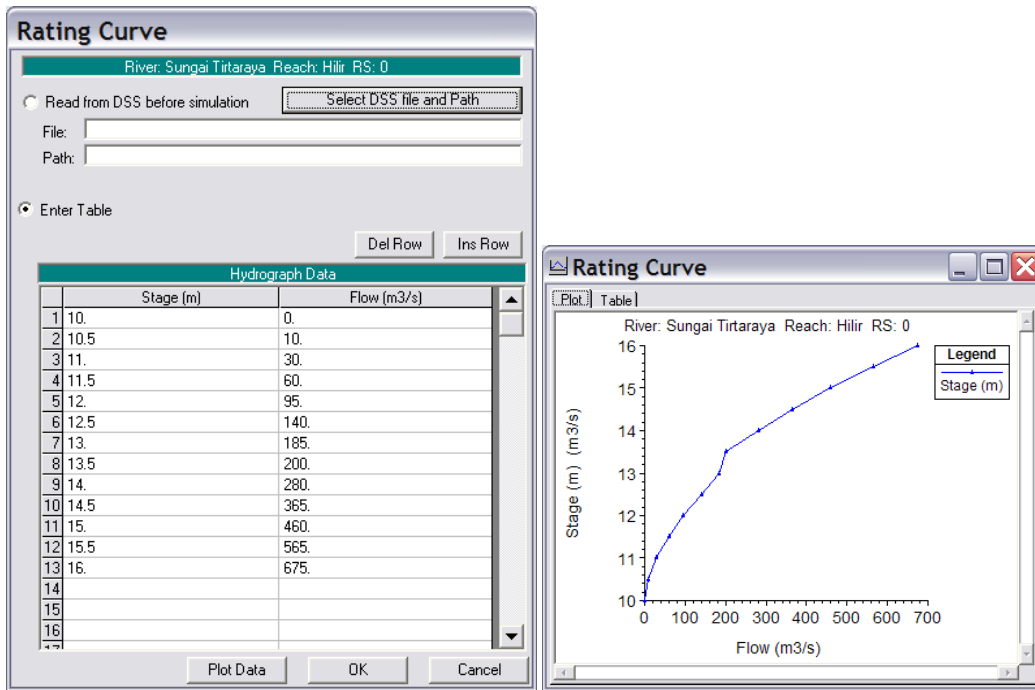 Rating Curve
River: Sungai Tirtaraya Reach: Hilir RS: 0
Read from DSS before simulation
Select DSS file and Path
File:
Path:
Enter Table
Del Row
Ins Row
Hydrograph Data
Stage (m) Flow (m3/s)
1 10. 0.
2 10.5 10.
3 11. 30.
4 11.5 60.
5 12. 95.
6 12.5 140.
7 13. 185.
8 13.5 200.
9 14. 280.
10 14.5 365.
11 15. 460.
12 15.5 565.
13 16. 675.
14
15
16
17
Plot Data
OK
Cancel
Rating Curve
Plot Table
River: Sungai Tirtaraya Reach: Hilir RS: 0
16
15
14
13
12
11
10
Stage (m) (m3/s)
0 100 200 300 400 500 600 700
Flow (m3/s)
Legend
Stage (m)